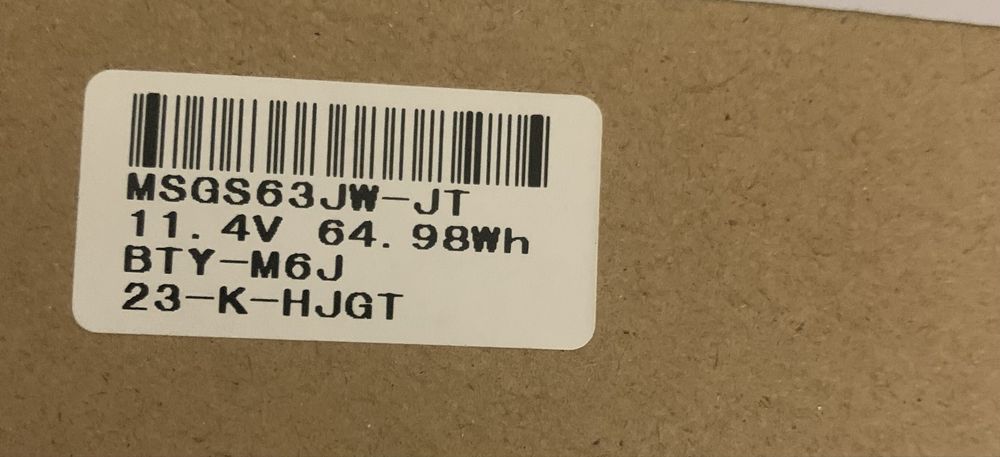 MSGS63JW-JT
11.4V 64.98Wh
BTY-M6J
23-K-HJGT